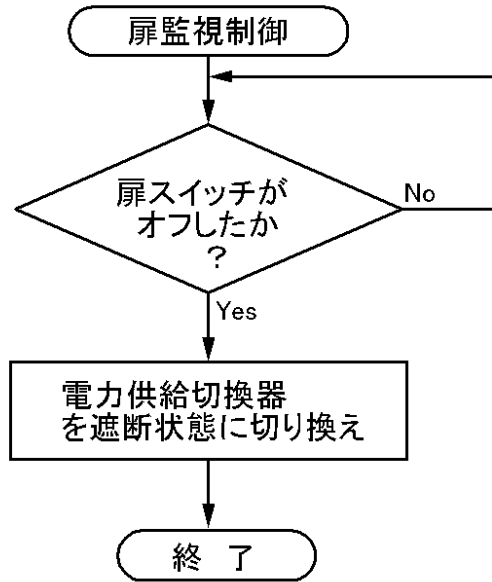 扉監視制御
扉スイッチが
オフしたか
?
No
Yes
電力供給切換器
を遮断状態に切り換え
終 了